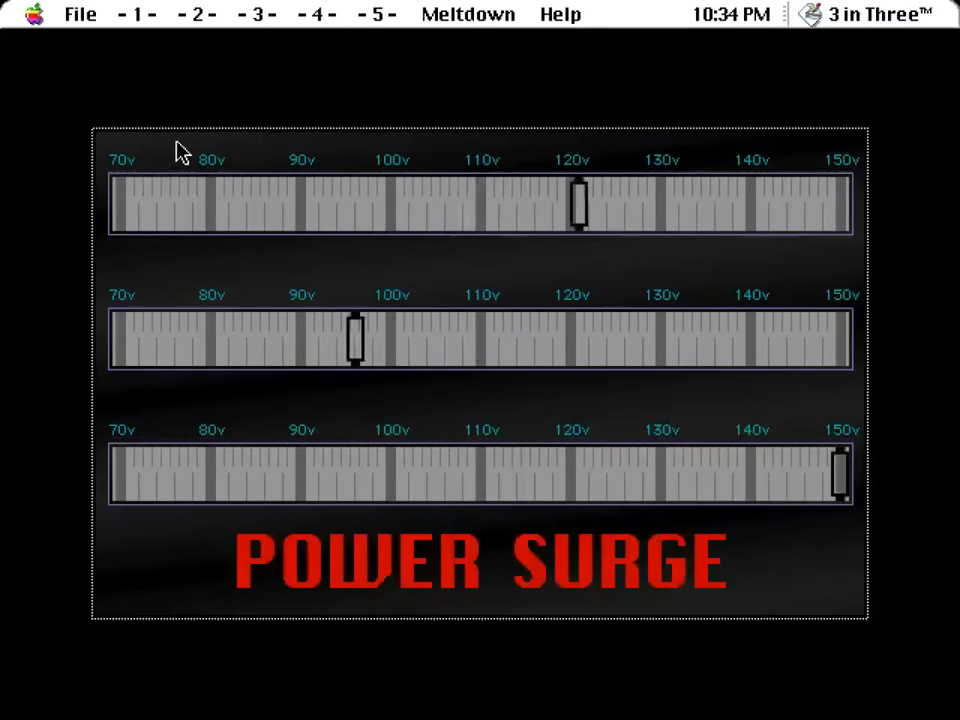 File - 1 - - 2 - - 3 - - 4 - - 5 - Meltdown Help 10:34 PM 3 in Three™
70v 80v 90v 100v 110v 120v 130v 140v 150v
70v 80v 90v 100v 110v 120v 130v 140v 150v
70v 80v 90v 100v 110v 120v 130v 140v 150v
POWER SURGE